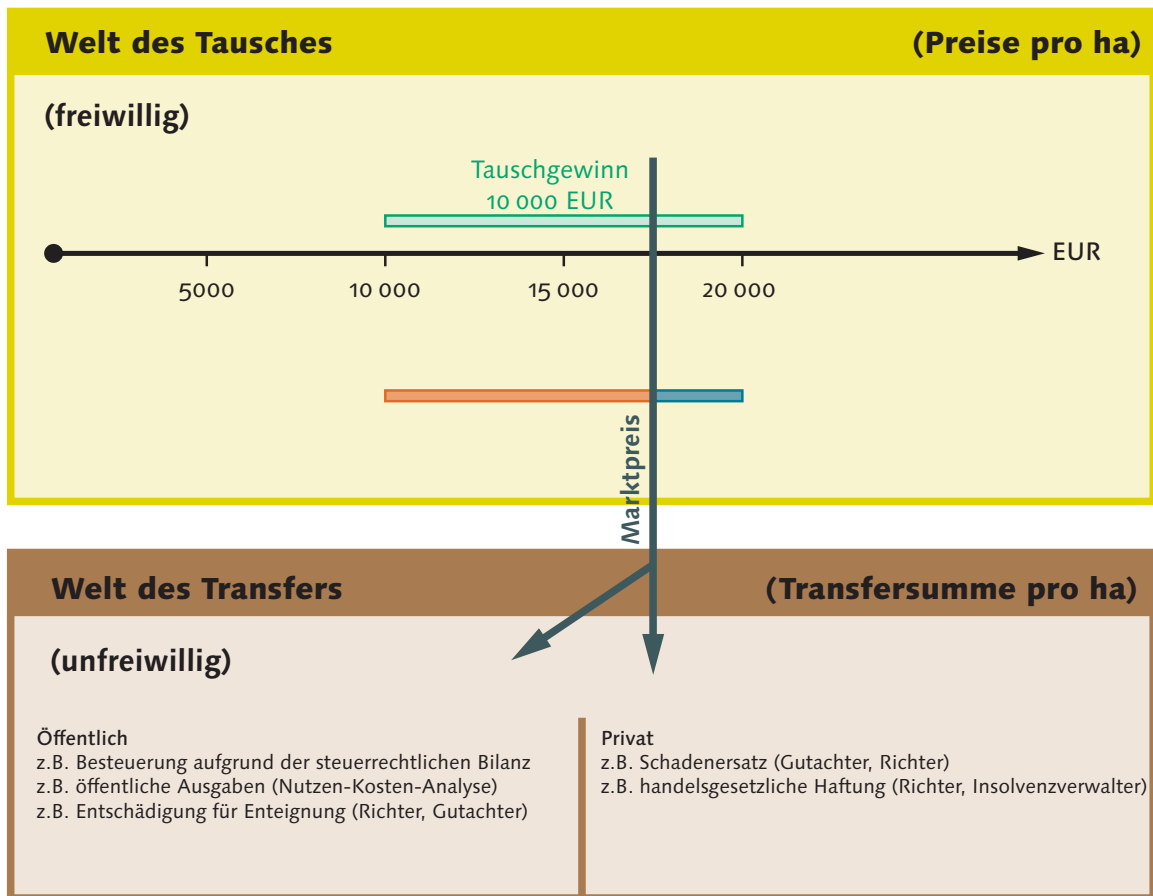 Welt des Tausches (Preise pro ha)
(freiwillig)
Tauschgewinn
10 000 EUR
EUR
5000 10 000 15 000 20 000
Marktpreis
Welt des Transfers (Transfersumme pro ha)
(unfreiwillig)
Öffentlich
z.B. Besteuerung aufgrund der steuerrechtlichen Bilanz
z.B. öffentliche Ausgaben (Nutzen-Kosten-Analyse)
z.B. Entschädigung für Enteignung (Richter, Gutachter)
Privat
z.B. Schadenersatz (Gutachter, Richter)
z.B. handelsgesetzliche Haftung (Richter, Insolvenzverwalter)